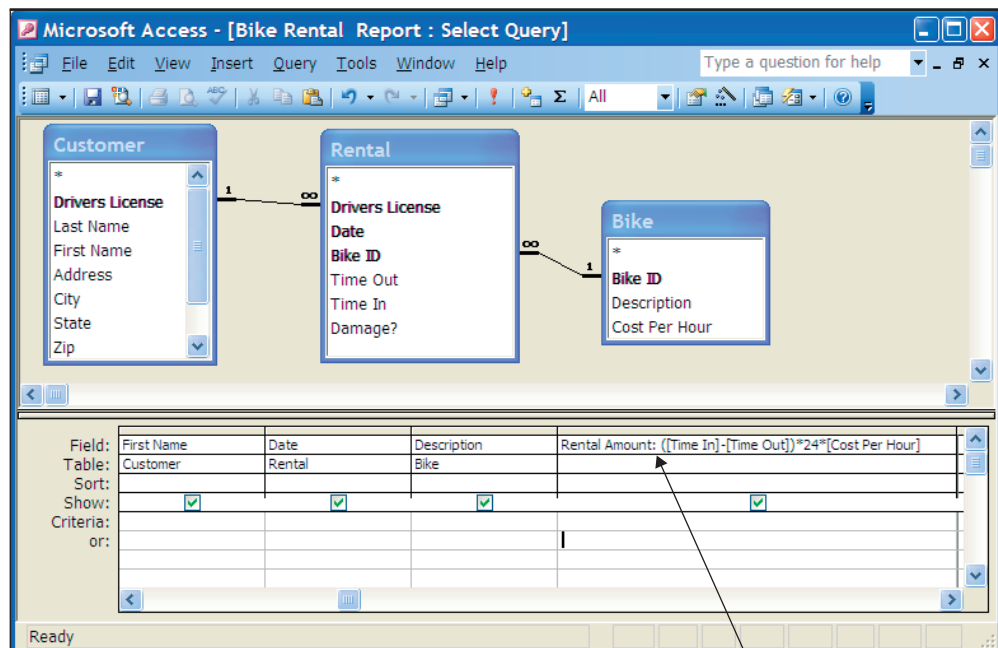 Microsoft Access - [Bike Rental Report : Select Query]
File Edit View Insert Query Tools Window Help Type a question for help
ABC Σ All
Customer
*
Drivers License
Last Name
First Name
Address
City
State
Zip
1 ∞
Rental
*
Drivers License
Date
Bike ID
Time Out
Time In
Damage?
∞ 1
Bike
*
Bike ID
Description
Cost Per Hour
Field: First Name Date Description Rental Amount: ([Time In]-[Time Out])*24*[Cost Per Hour]
Table: Customer Rental Bike
Sort:
Show:
Criteria:
or:
Ready